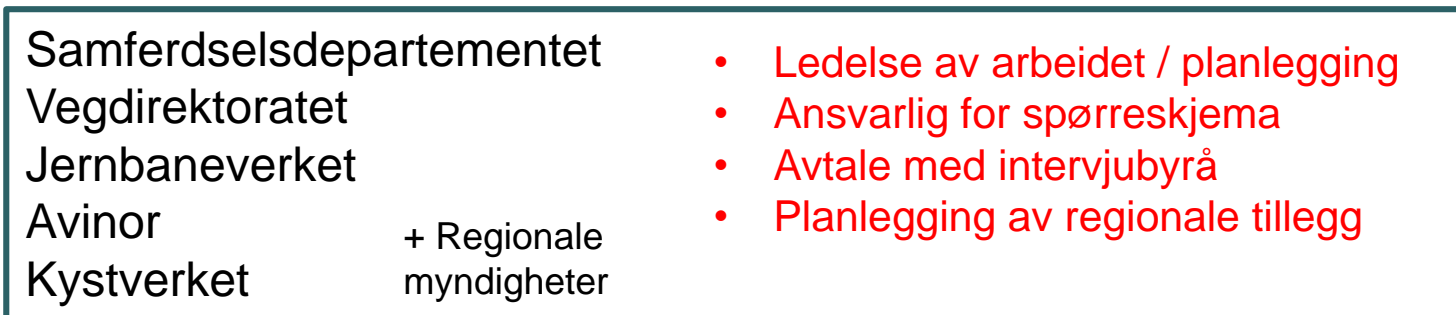 Samferdselsdepartementet
Vegdirektoratet
Jernbaneverket
Avinor
Kystverket
+ Regionale
myndigheter
• Ledelse av arbeidet / planlegging
• Ansvarlig for spørreskjema
• Avtale med intervjubyrå
• Planlegging av regionale tillegg